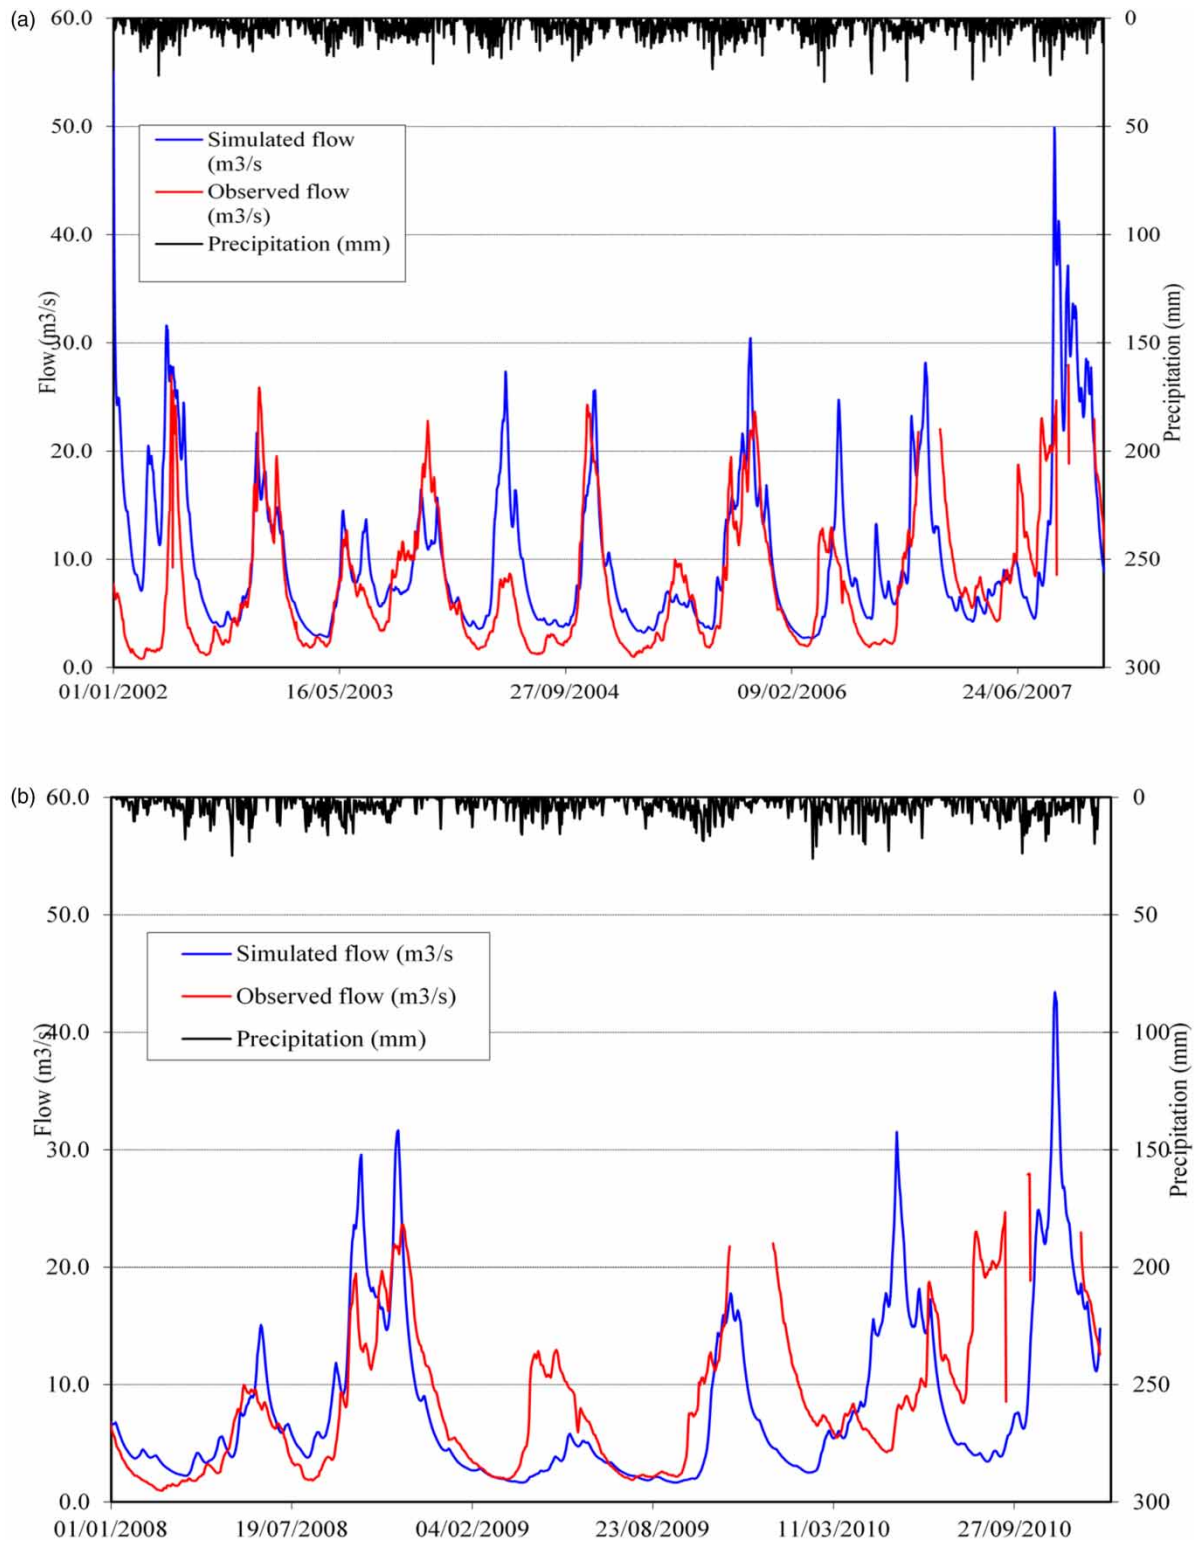 (a)
60.0
0
50.0
50
Simulated flow
(m3/s
Observed flow
(m3/s)
Precipitation (mm)
40.0
100
30.0
150
Flow (m3/s)
Precipitation (mm)
20.0
200
10.0
250
0.0
300
01/01/2002
16/05/2003
27/09/2004
09/02/2006
24/06/2007
(b)
60.0
0
50.0
50
Simulated flow (m3/s
Observed flow (m3/s)
Precipitation (mm)
40.0
100
Flow (m3/s)
Precipitation (mm)
30.0
150
20.0
200
10.0
250
0.0
300
01/01/2008
19/07/2008
04/02/2009
23/08/2009
11/03/2010
27/09/2010